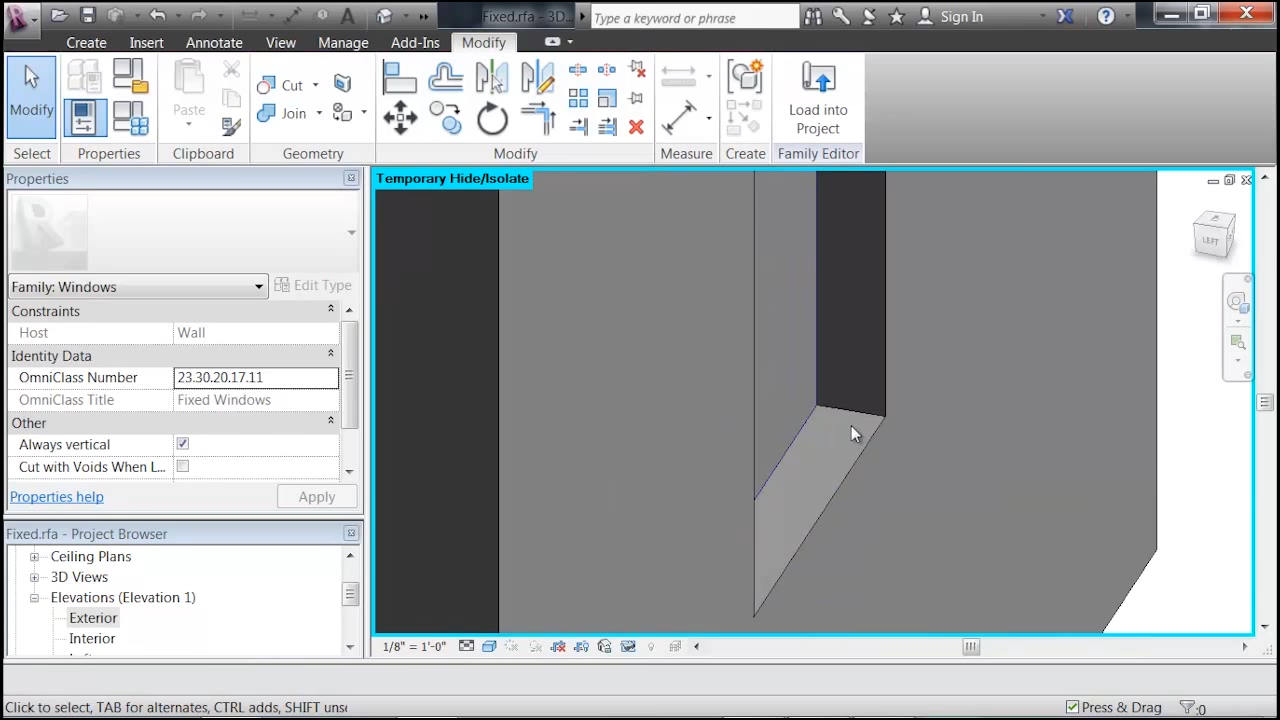 Fixed.rfa - 3D...
Type a keyword or phrase
Sign In
Create Insert Annotate View Manage Add-Ins Modify
Modify
Paste
Cut
Join
Load into
Project
Select Properties Clipboard Geometry Modify Measure Create Family Editor
Properties
Family: Windows
Edit Type
Constraints
Host Wall
Identity Data
OmniClass Number 23.30.20.17.11
OmniClass Title Fixed Windows
Other
Always vertical
Cut with Voids When L...
Properties help
Apply
Fixed.rfa - Project Browser
Ceiling Plans
3D Views
Elevations (Elevation 1)
Exterior
Interior
Temporary Hide/Isolate
LEFT
1/8" = 1'-0"
Click to select, TAB for alternates, CTRL adds, SHIFT uns
Press & Drag
:0